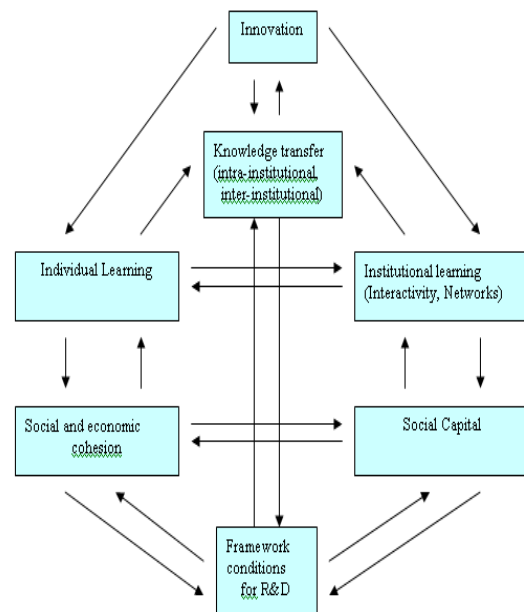 Innovation
Knowledge transfer
(intra-institutional,
inter-institutional)
Individual Learning
Institutional learning
(Interactivity, Networks)
Social and economic
cohesion
Social Capital
Framework
conditions
for R&D